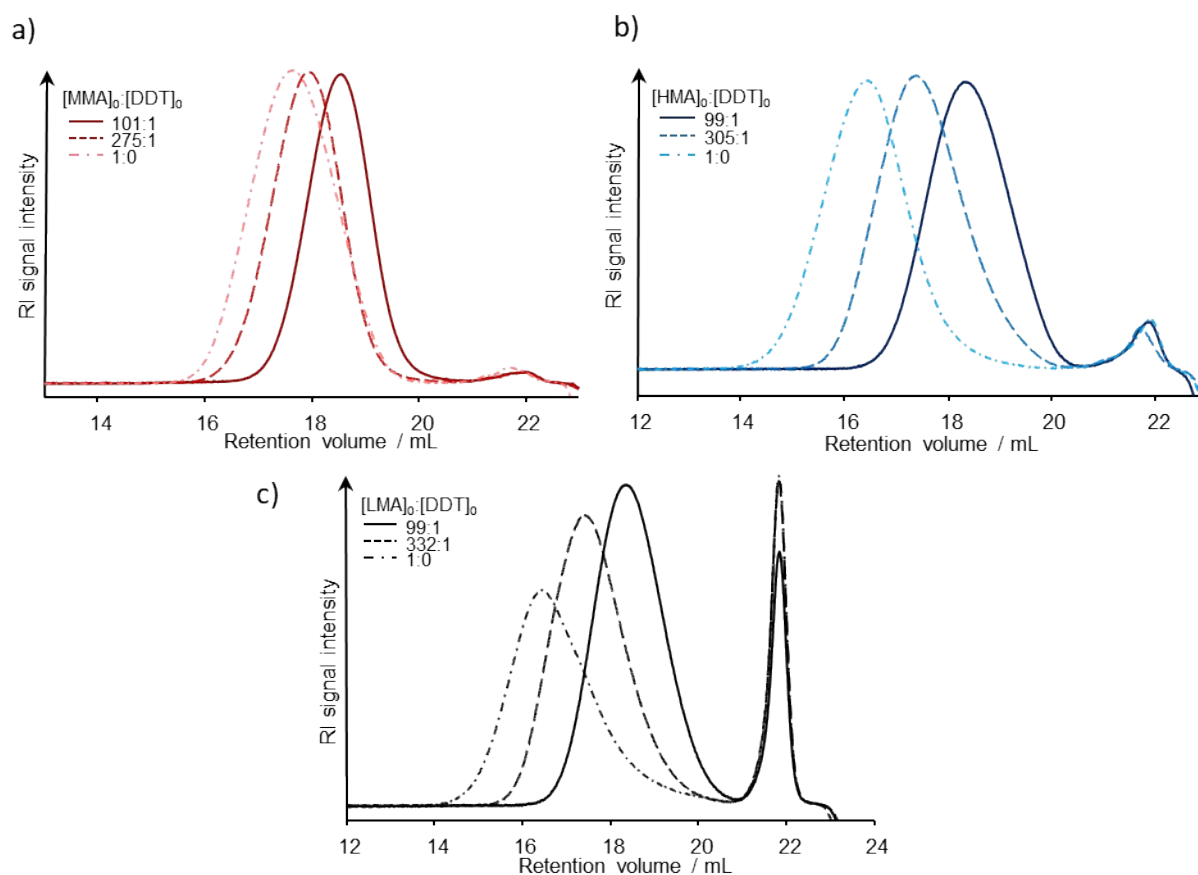 a)
[MMA]₀:[DDT]₀
101:1
275:1
1:0
RI signal intensity
14 16 18 20 22
Retention volume / mL
b)
[HMA]₀:[DDT]₀
99:1
305:1
1:0
RI signal intensity
12 14 16 18 20 22
Retention volume / mL
c)
[LMA]₀:[DDT]₀
99:1
332:1
1:0
RI signal intensity
12 14 16 18 20 22 24
Retention volume / mL